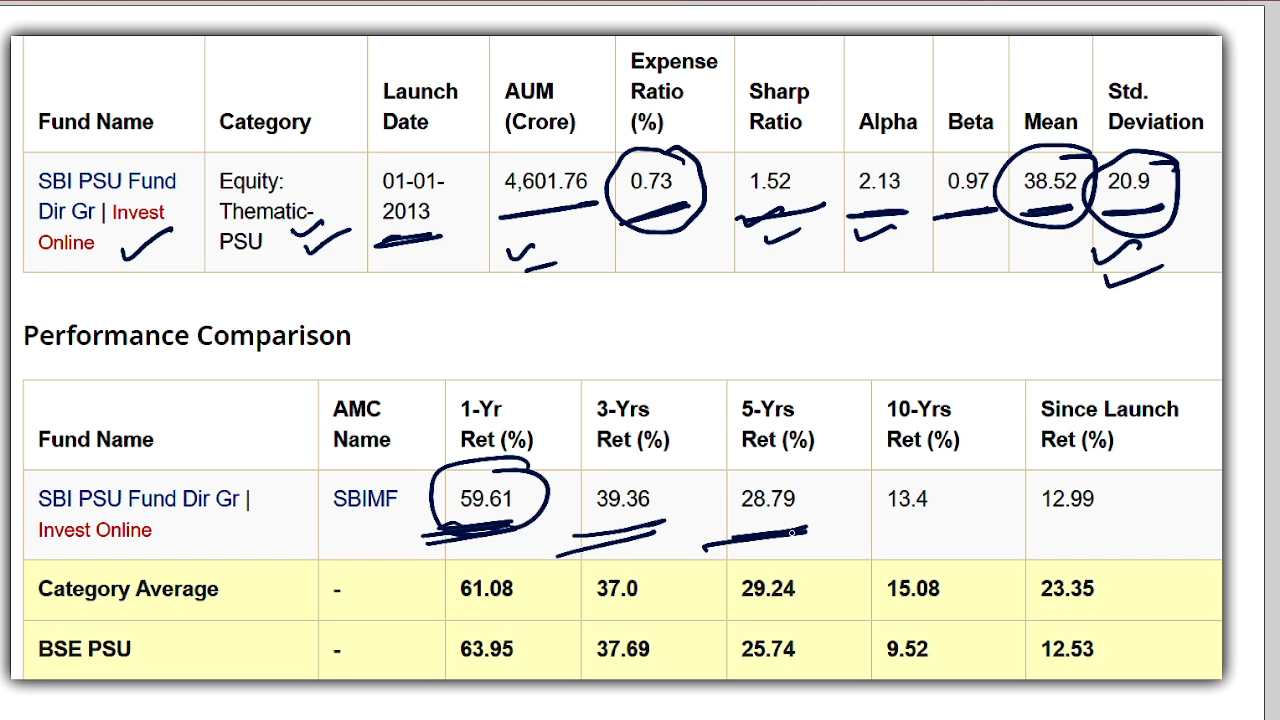 Fund Name Category Launch Date AUM (Crore) Expense Ratio (%) Sharp Ratio Alpha Beta Mean Std. Deviation
SBI PSU Fund Equity: 01-01- 4,601.76 0.73 1.52 2.13 0.97 38.52 20.9
Dir Gr | Invest Thematic- 2013
Online PSU
Performance Comparison
Fund Name AMC Name 1-Yr Ret (%) 3-Yrs Ret (%) 5-Yrs Ret (%) 10-Yrs Ret (%) Since Launch Ret (%)
SBI PSU Fund Dir Gr | SBIMF 59.61 39.36 28.79 13.4 12.99
Invest Online
Category Average - 61.08 37.0 29.24 15.08 23.35
BSE PSU - 63.95 37.69 25.74 9.52 12.53